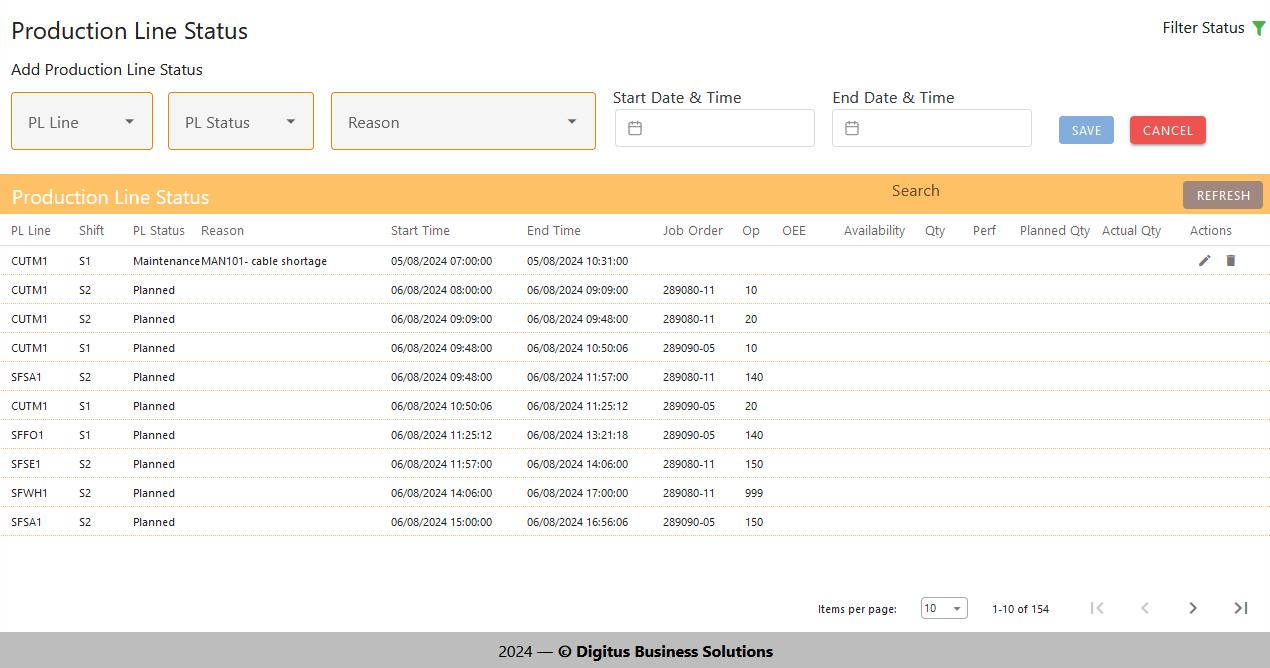 Production Line Status
Filter Status
Add Production Line Status
Start Date & Time
End Date & Time
PL Line
PL Status
Reason
SAVE
CANCEL
Production Line Status
Search
REFRESH
PL Line Shift PL Status Reason Start Time End Time Job Order Op OEE Availability Qty Perf Planned Qty Actual Qty Actions
CUTM1 S1 Maintenance MAN101- cable shortage 05/08/2024 07:00:00 05/08/2024 10:31:00
CUTM1 S2 Planned 06/08/2024 08:00:00 06/08/2024 09:09:00 289080-11 10
CUTM1 S2 Planned 06/08/2024 09:09:00 06/08/2024 09:48:00 289080-11 20
CUTM1 S1 Planned 06/08/2024 09:48:00 06/08/2024 10:50:06 289090-05 10
SFSA1 S2 Planned 06/08/2024 09:48:00 06/08/2024 11:57:00 289080-11 140
CUTM1 S1 Planned 06/08/2024 10:50:06 06/08/2024 11:25:12 289090-05 20
SFFO1 S1 Planned 06/08/2024 11:25:12 06/08/2024 13:21:18 289090-05 140
SFSE1 S2 Planned 06/08/2024 11:57:00 06/08/2024 14:06:00 289080-11 150
SFWH1 S2 Planned 06/08/2024 14:06:00 06/08/2024 17:00:00 289080-11 999
SFSA1 S2 Planned 06/08/2024 15:00:00 06/08/2024 16:56:06 289090-05 150
Items per page: 10 1-10 of 154
2024 — © Digitus Business Solutions